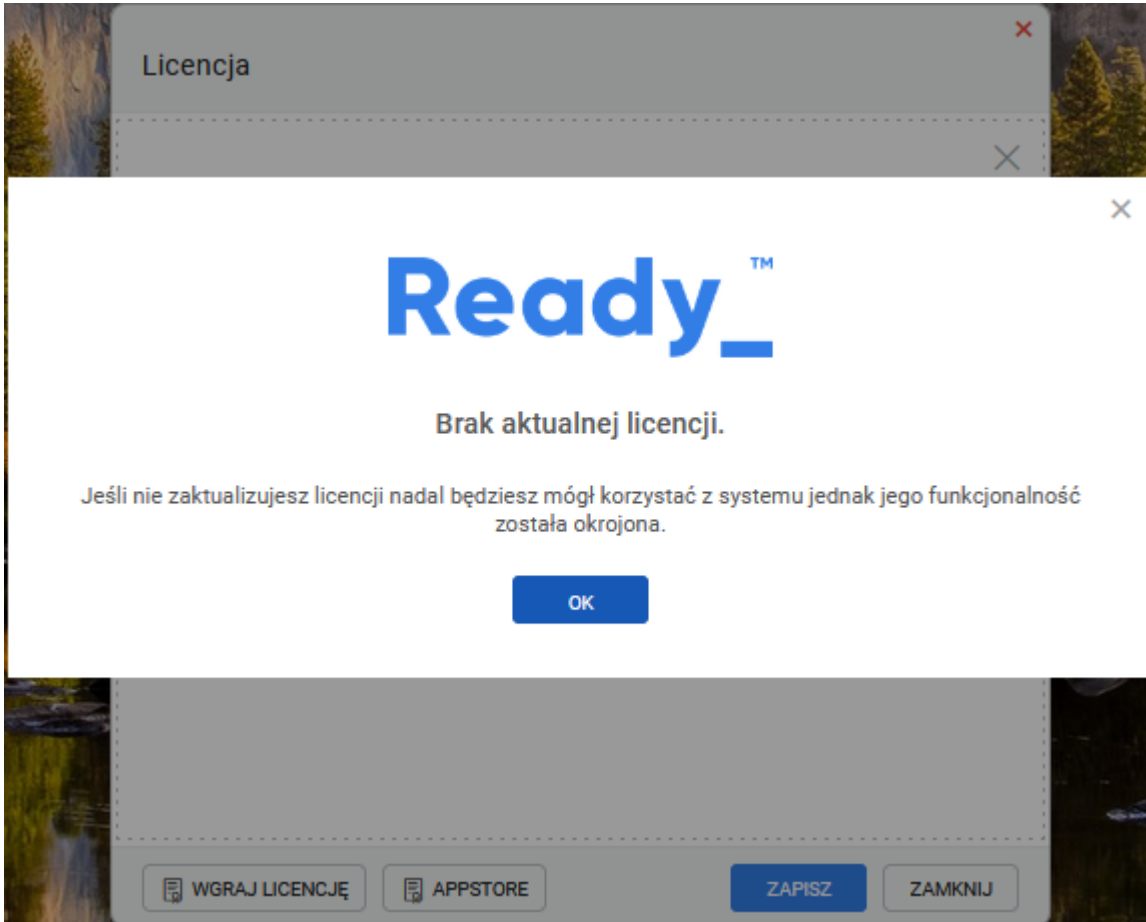 Licencja
Ready_™
Brak aktualnej licencji.
Jeśli nie zaktualizujesz licencji nadal będziesz mógł korzystać z systemu jednak jego funkcjonalność
została okrojona.
OK
WGRAJ LICENCJĘ
APPSTORE
ZAPISZ
ZAMKNIJ